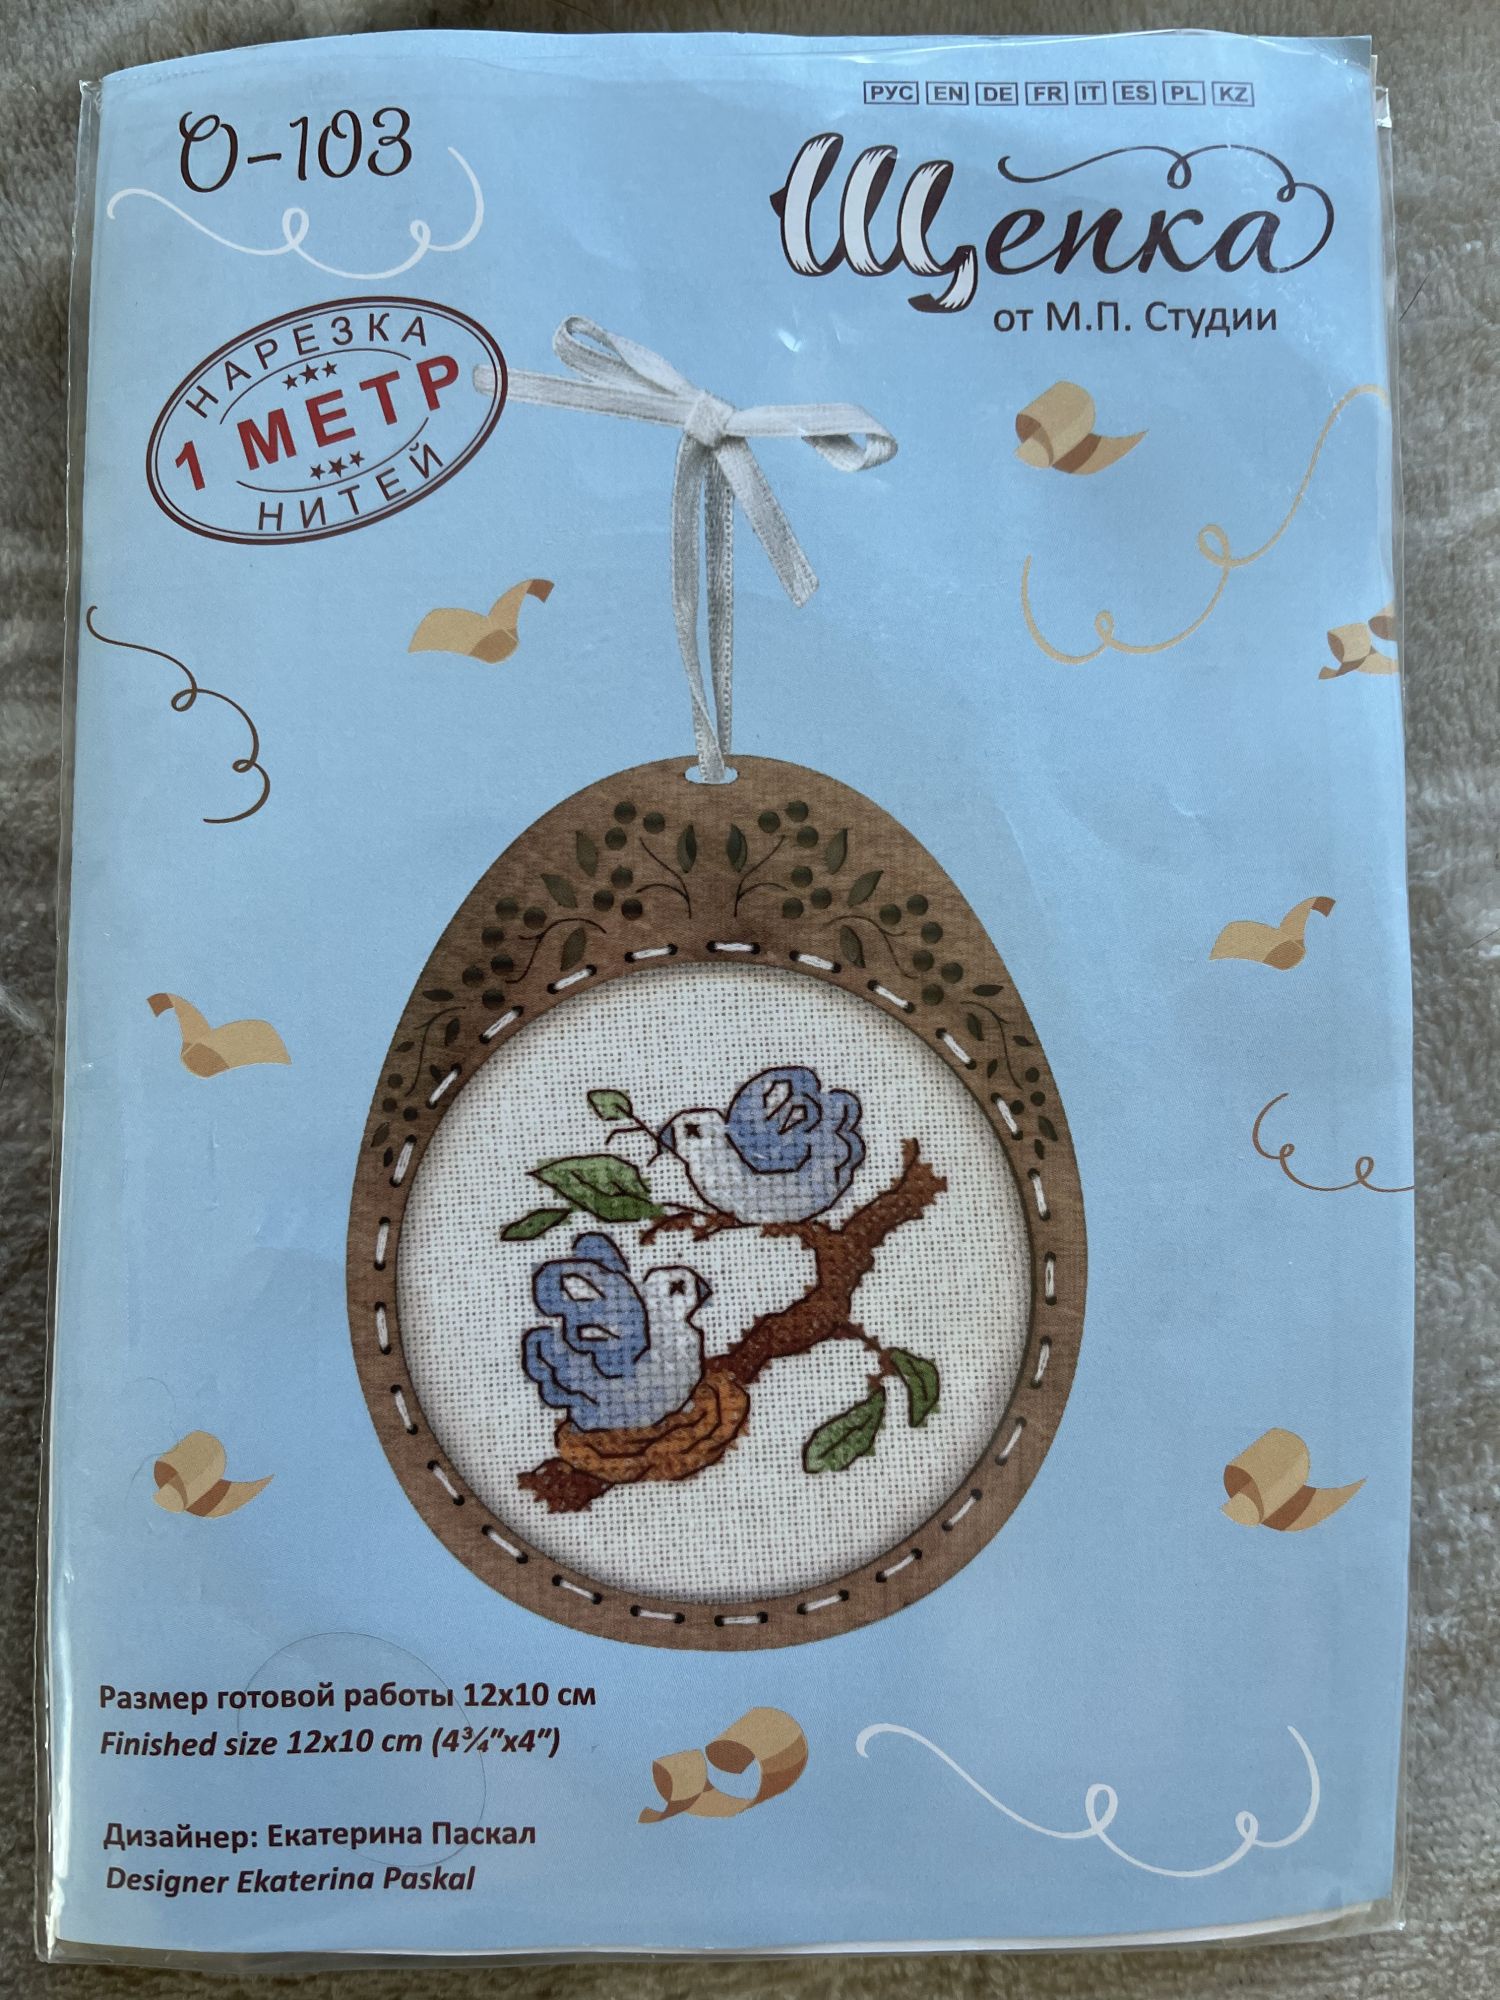 О-103
РУС EN DE FR IT ES PL KZ
Щепка
от М.П. Студии
НАРЕЗКА
1 МЕТР
НИТЕЙ
Размер готовой работы 12х10 см
Finished size 12x10 cm (4¾"x4")
Дизайнер: Екатерина Паскал
Designer Ekaterina Paskal